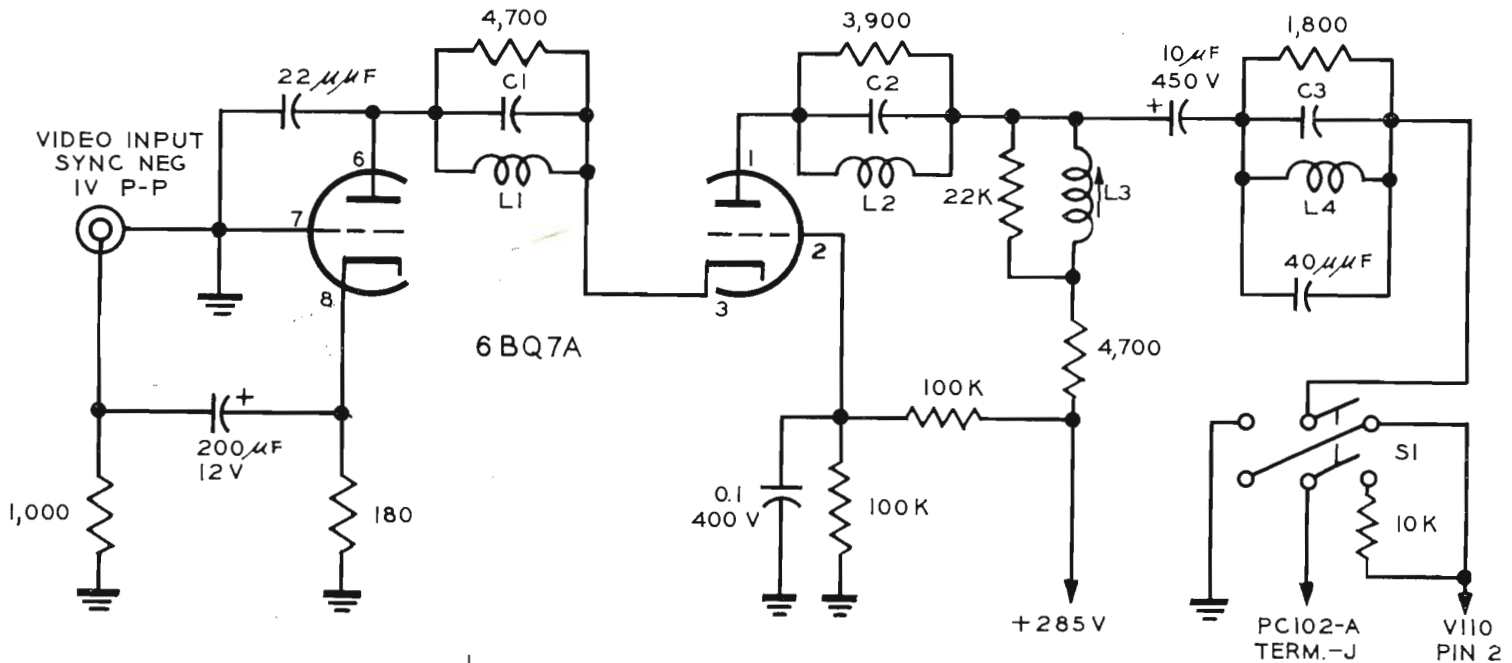 4,700
3,900
1,800
22 μμF
C1
C2
10 μF
450 V
C3
VIDEO INPUT
SYNC NEG
1V P-P
6
7
8
L1
1
2
3
L2
22K
L3
L4
40 μμF
6BQ7A
4,700
100K
200 μF
12V
+
+
S1
1,000
180
0.1
400 V
100K
10K
+285V
PC102-A
TERM.-J
V110
PIN 2